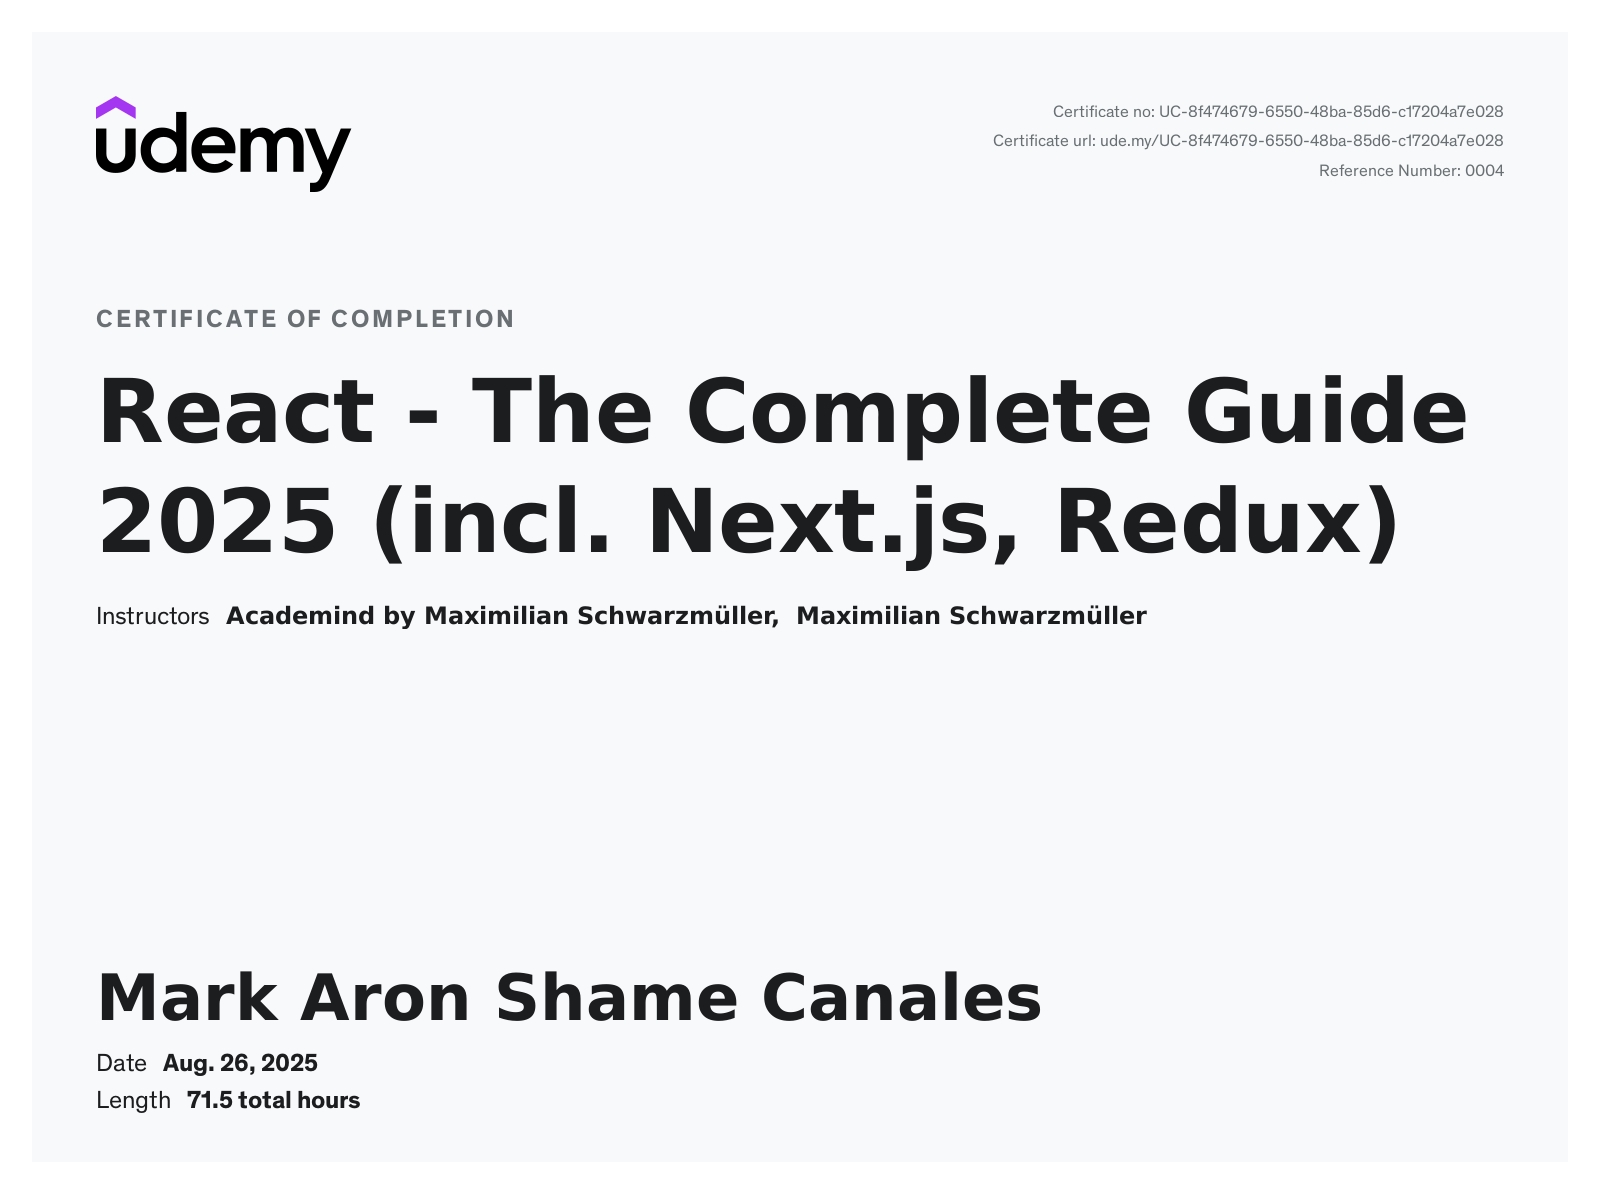 udemy
Certificate no: UC-8f474679-6550-48ba-85d6-c17204a7e028
Certificate url: ude.my/UC-8f474679-6550-48ba-85d6-c17204a7e028
Reference Number: 0004
CERTIFICATE OF COMPLETION
React - The Complete Guide
2025 (incl. Next.js, Redux)
Instructors Academind by Maximilian Schwarzmüller, Maximilian Schwarzmüller
Mark Aron Shame Canales
Date Aug. 26, 2025
Length 71.5 total hours